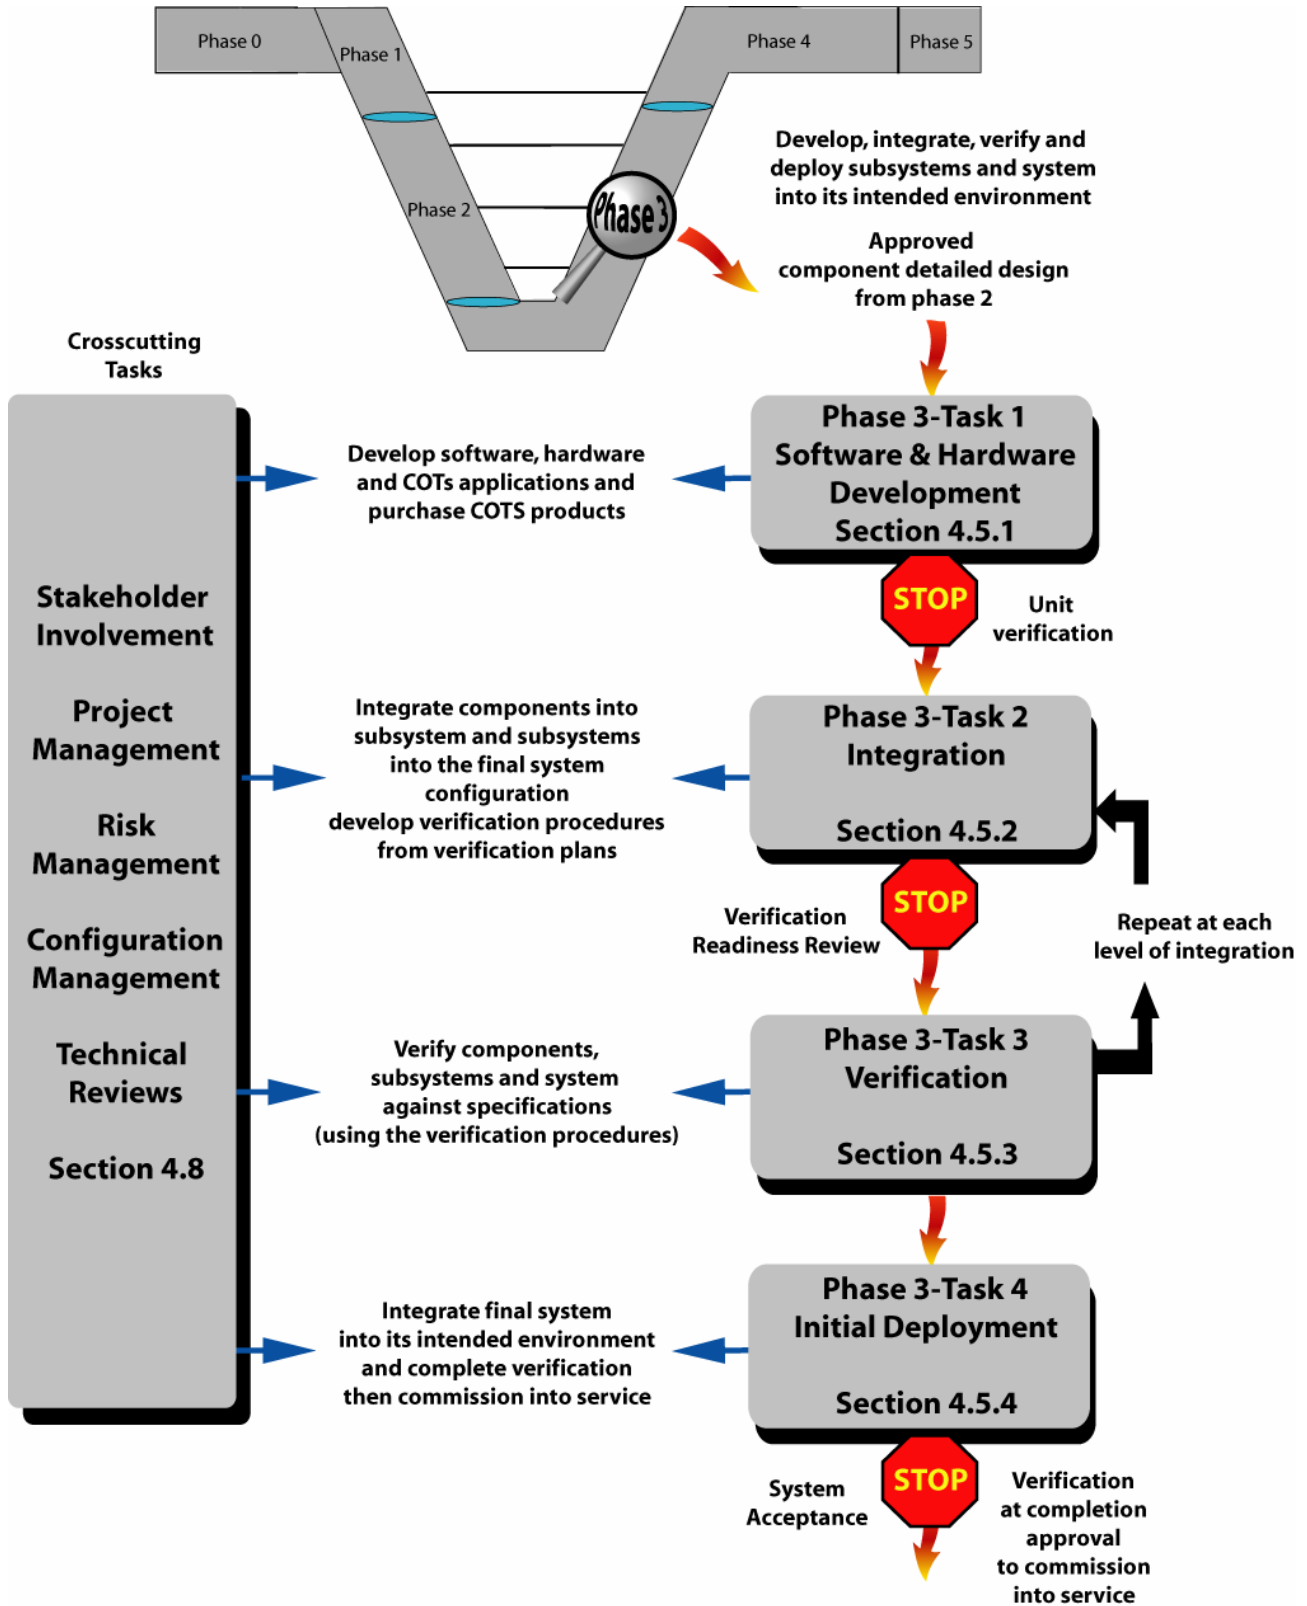 Phase 0
Phase 1
Phase 4
Phase 5
Phase 2
Phase 3
Develop, integrate, verify and
deploy subsystems and system
into its intended environment
Approved
component detailed design
from phase 2
Crosscutting
Tasks
Stakeholder
Involvement
Project
Management
Risk
Management
Configuration
Management
Technical
Reviews
Section 4.8
Develop software, hardware
and COTs applications and
purchase COTS products
Phase 3-Task 1
Software & Hardware
Development
Section 4.5.1
STOP
Unit
verification
Integrate components into
subsystem and subsystems
into the final system
configuration
develop verification procedures
from verification plans
Phase 3-Task 2
Integration
Section 4.5.2
STOP
Verification
Readiness Review
Repeat at each
level of integration
Verify components,
subsystems and system
against specifications
(using the verification procedures)
Phase 3-Task 3
Verification
Section 4.5.3
Integrate final system
into its intended environment
and complete verification
then commission into service
Phase 3-Task 4
Initial Deployment
Section 4.5.4
STOP
System
Acceptance
Verification
at completion
approval
to commission
into service